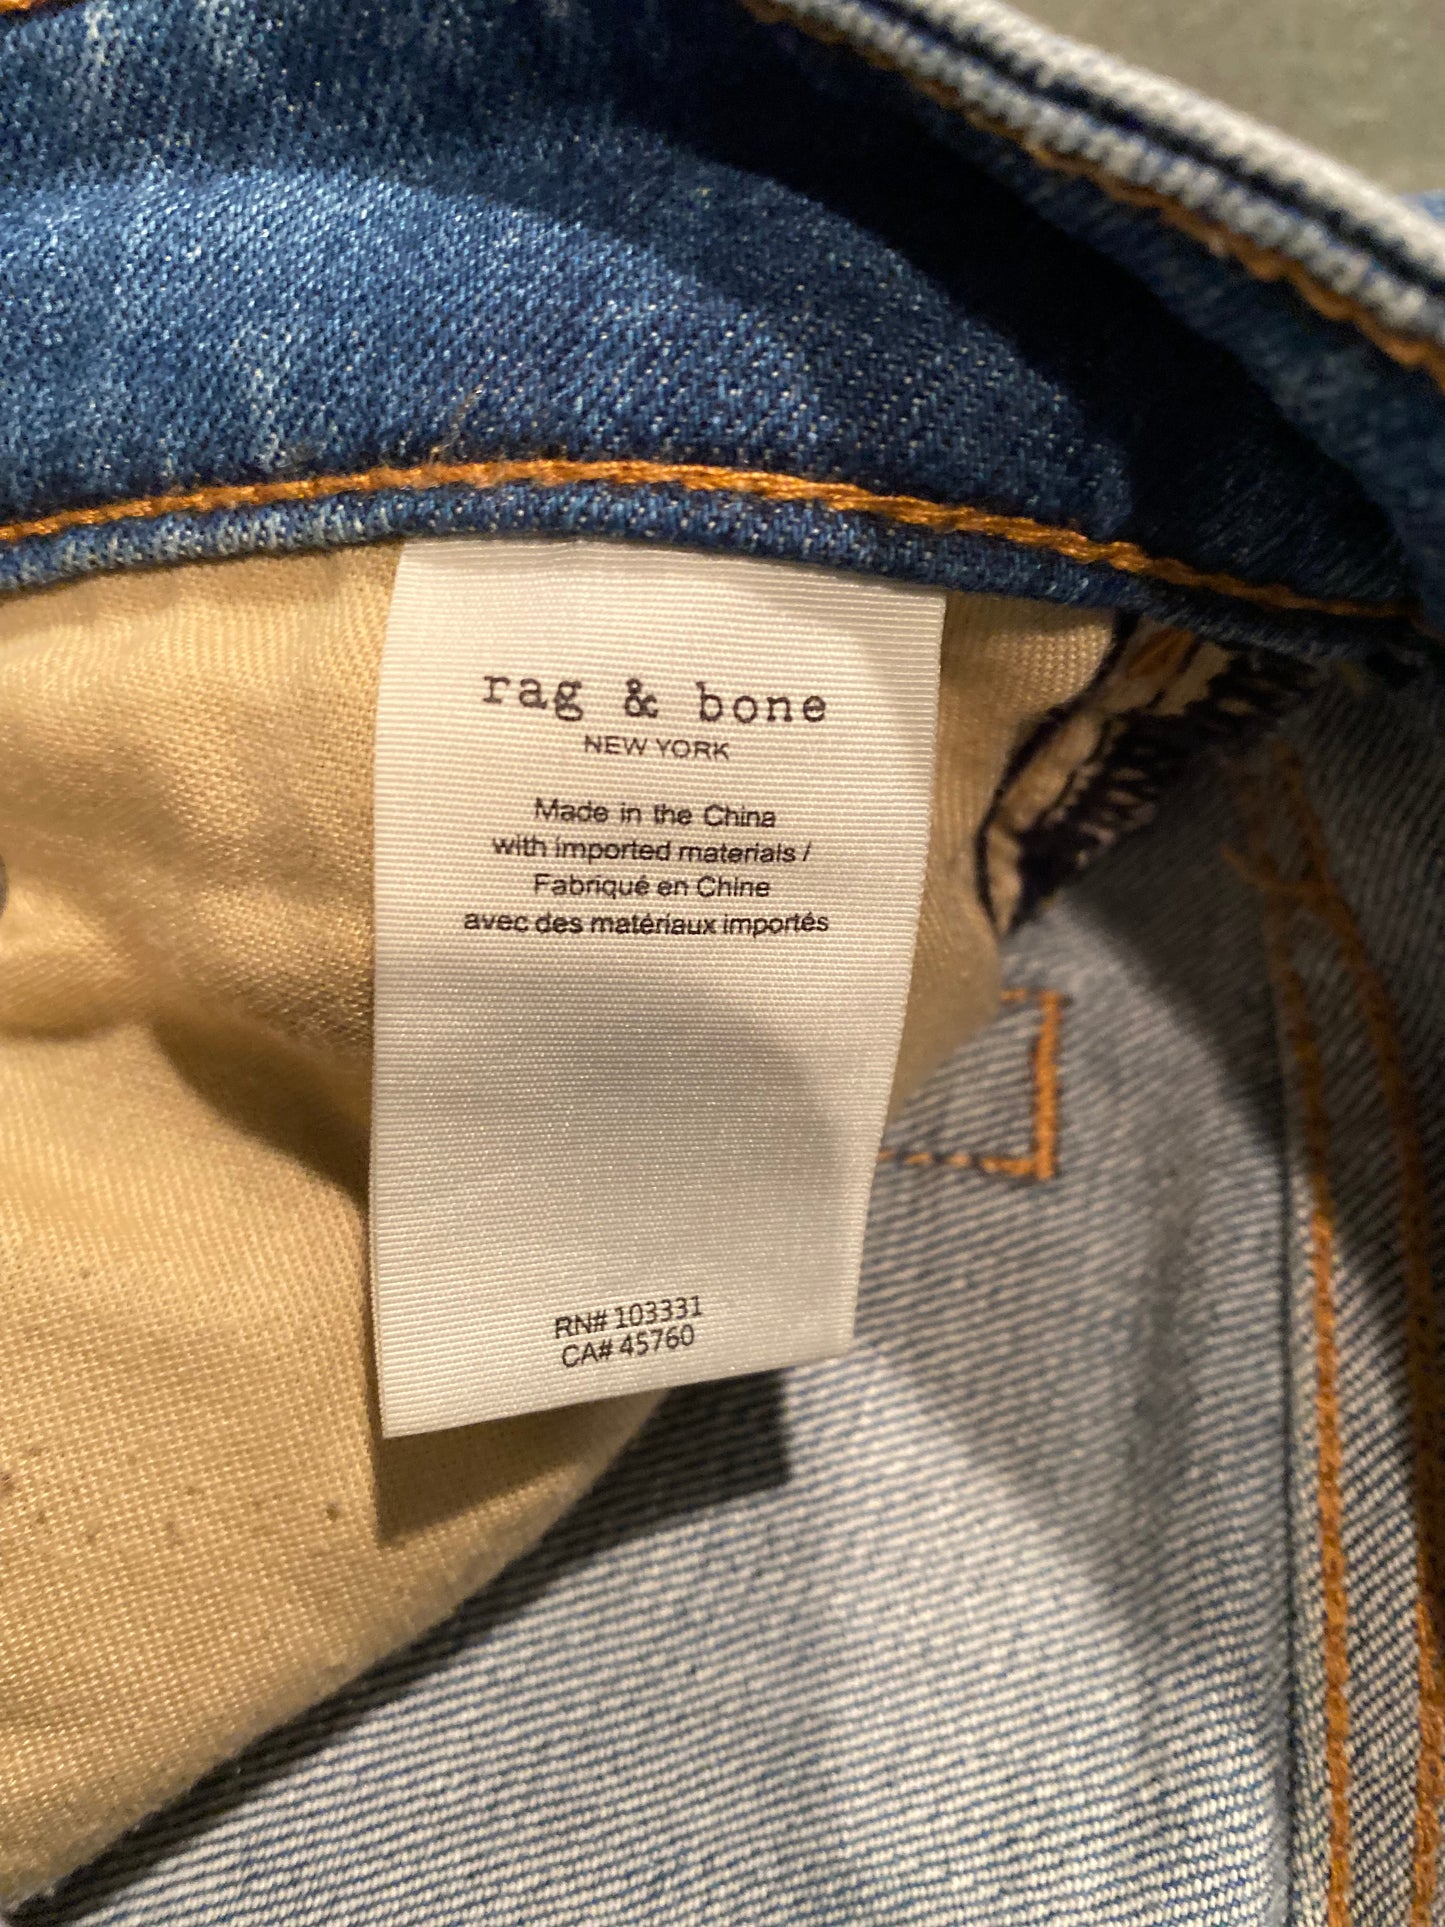 rag & bone
NEW YORK
Made in the China
with imported materials /
Fabriqué en Chine
avec des matériaux importés
RN# 103331
CA# 45760